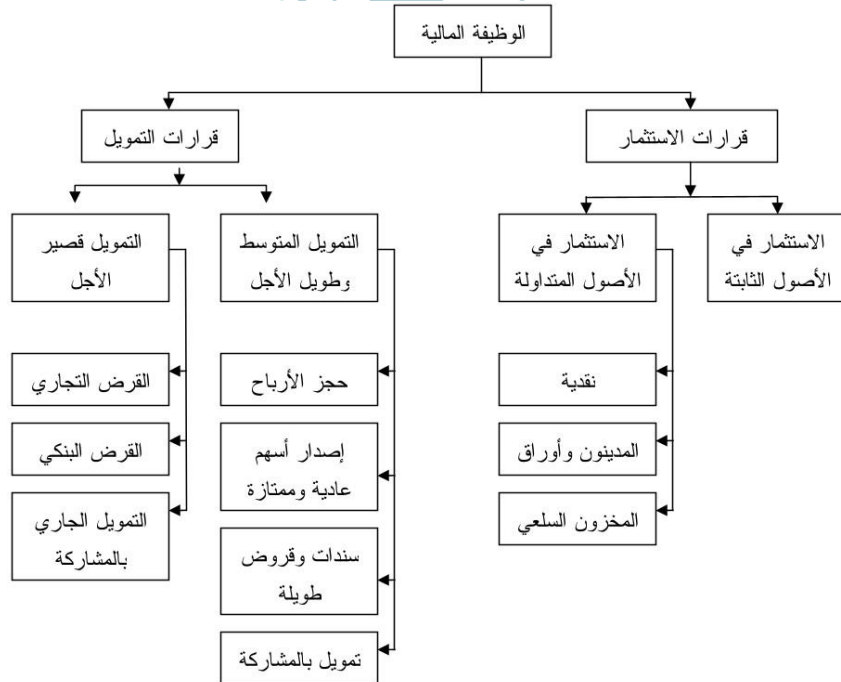 الوظيفة المالية
قرارات الاستثمار
قرارات التمويل
الاستثمار في
الأصول الثابتة
الاستثمار في
الأصول المتداولة
التمويل المتوسط
وطويل الأجل
التمويل قصير
الأجل
نقدية
المدينون وأوراق
المخزون السلعي
حجز الأرباح
إصدار أسهم
عادية وممتازة
سندات وقروض
طويلة
تمويل بالمشاركة
القرض التجاري
القرض البنكي
التمويل الجاري
بالمشاركة